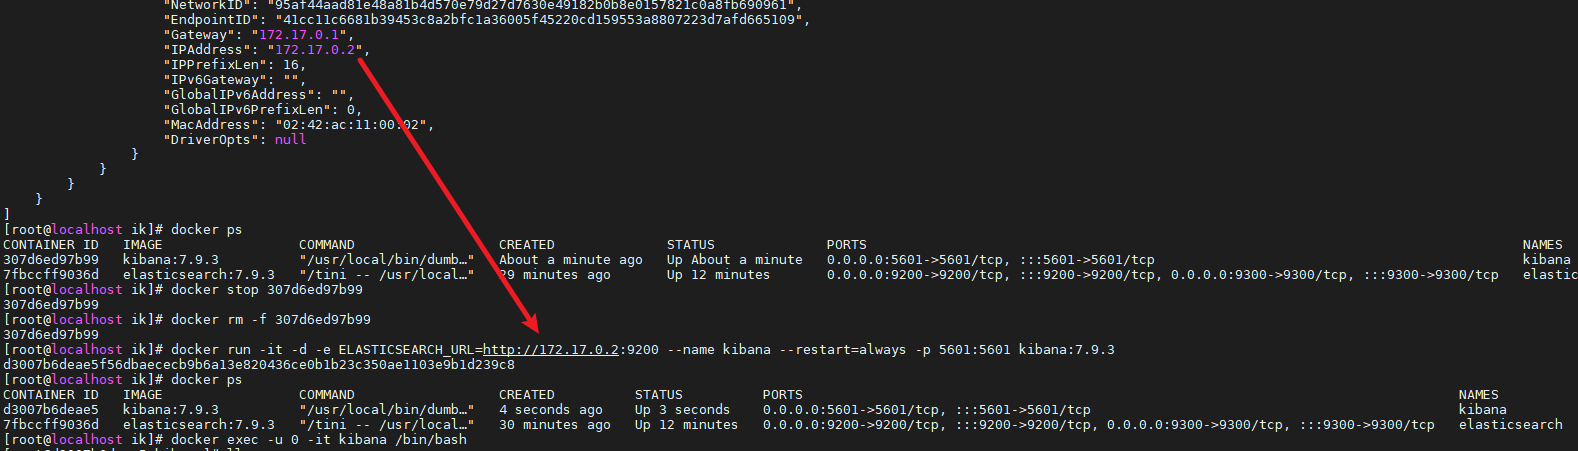 "NetworkID": "95af44aad81e48a81b4d570e79d27d7630e49182b0b8e0157821c0a8fb690961",
"EndpointID": "41cc11c6681b39453c8a2bfc1a36005f45220cd159553a8807223d7afd665109",
"Gateway": "172.17.0.1",
"IPAddress": "172.17.0.2",
"IPPrefixLen": 16,
"IPv6Gateway": "",
"GlobalIPv6Address": "",
"GlobalIPv6PrefixLen": 0,
"MacAddress": "02:42:ac:11:00:02",
"DriverOpts": null
}
}
}
}
]
[root@localhost ik]# docker ps
CONTAINER ID IMAGE COMMAND CREATED STATUS PORTS NAMES
307d6ed97b99 kibana:7.9.3 "/usr/local/bin/dumb…" About a minute ago Up About a minute 0.0.0.0:5601->5601/tcp, :::5601->5601/tcp kibana
7fbccff9036d elasticsearch:7.9.3 "/tini -- /usr/local…" 29 minutes ago Up 12 minutes 0.0.0.0:9200->9200/tcp, :::9200->9200/tcp, 0.0.0.0:9300->9300/tcp, :::9300->9300/tcp elastic
[root@localhost ik]# docker stop 307d6ed97b99
307d6ed97b99
[root@localhost ik]# docker rm -f 307d6ed97b99
307d6ed97b99
[root@localhost ik]# docker run -it -d -e ELASTICSEARCH_URL=http://172.17.0.2:9200 --name kibana --restart=always -p 5601:5601 kibana:7.9.3
d3007b6deae5f56dbaececb9b6a13e820436ce0b1b23c350ae1103e9b1d239c8
[root@localhost ik]# docker ps
CONTAINER ID IMAGE COMMAND CREATED STATUS PORTS NAMES
d3007b6deae5 kibana:7.9.3 "/usr/local/bin/dumb…" 4 seconds ago Up 3 seconds 0.0.0.0:5601->5601/tcp, :::5601->5601/tcp kibana
7fbccff9036d elasticsearch:7.9.3 "/tini -- /usr/local…" 30 minutes ago Up 12 minutes 0.0.0.0:9200->9200/tcp, :::9200->9200/tcp, 0.0.0.0:9300->9300/tcp, :::9300->9300/tcp elasticsearch
[root@localhost ik]# docker exec -u 0 -it kibana /bin/bash